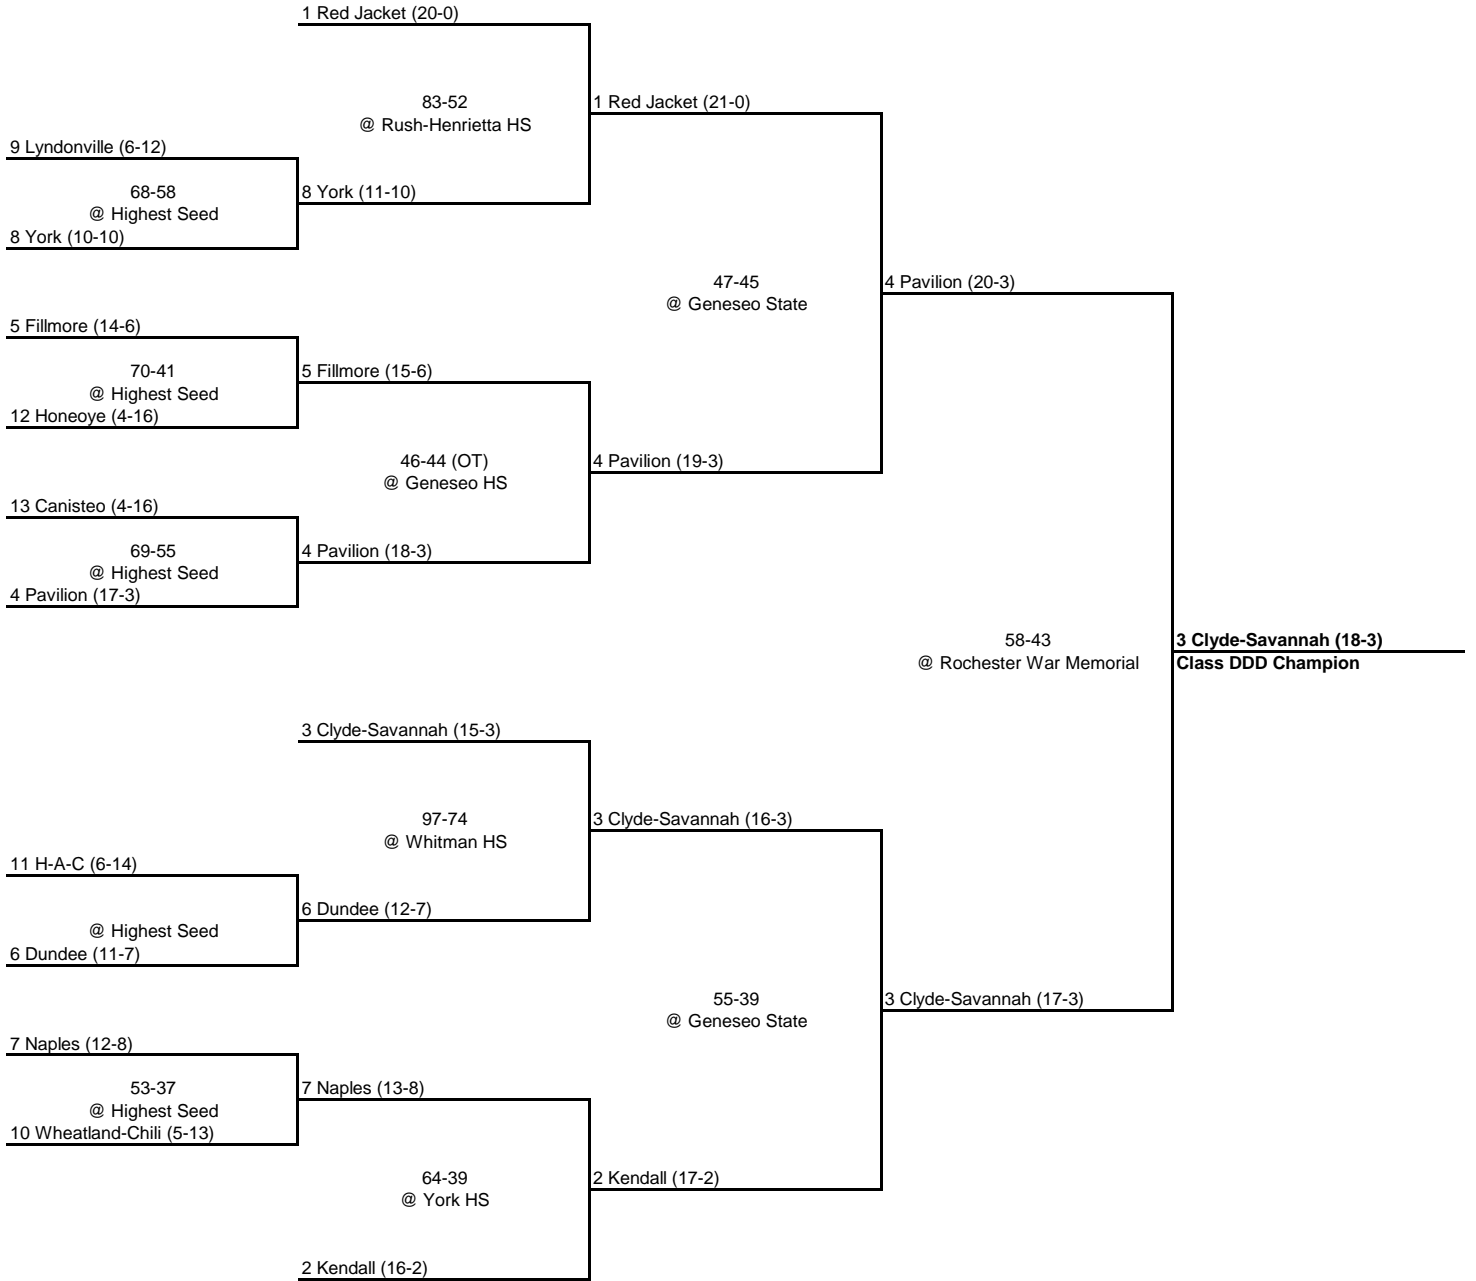 1 Red Jacket (20-0)
83-52
@ Rush-Henrietta HS
1 Red Jacket (21-0)
9 Lyndonville (6-12)
68-58
@ Highest Seed
8 York (11-10)
8 York (10-10)
47-45
@ Geneseo State
4 Pavilion (20-3)
5 Fillmore (14-6)
70-41
@ Highest Seed
5 Fillmore (15-6)
12 Honeoye (4-16)
46-44 (OT)
@ Geneseo HS
4 Pavilion (19-3)
13 Canisteo (4-16)
69-55
@ Highest Seed
4 Pavilion (18-3)
4 Pavilion (17-3)
58-43
@ Rochester War Memorial
3 Clyde-Savannah (18-3)
Class DDD Champion
3 Clyde-Savannah (15-3)
97-74
@ Whitman HS
3 Clyde-Savannah (16-3)
11 H-A-C (6-14)
@ Highest Seed
6 Dundee (12-7)
6 Dundee (11-7)
55-39
@ Geneseo State
3 Clyde-Savannah (17-3)
7 Naples (12-8)
53-37
@ Highest Seed
7 Naples (13-8)
10 Wheatland-Chili (5-13)
64-39
@ York HS
2 Kendall (17-2)
2 Kendall (16-2)